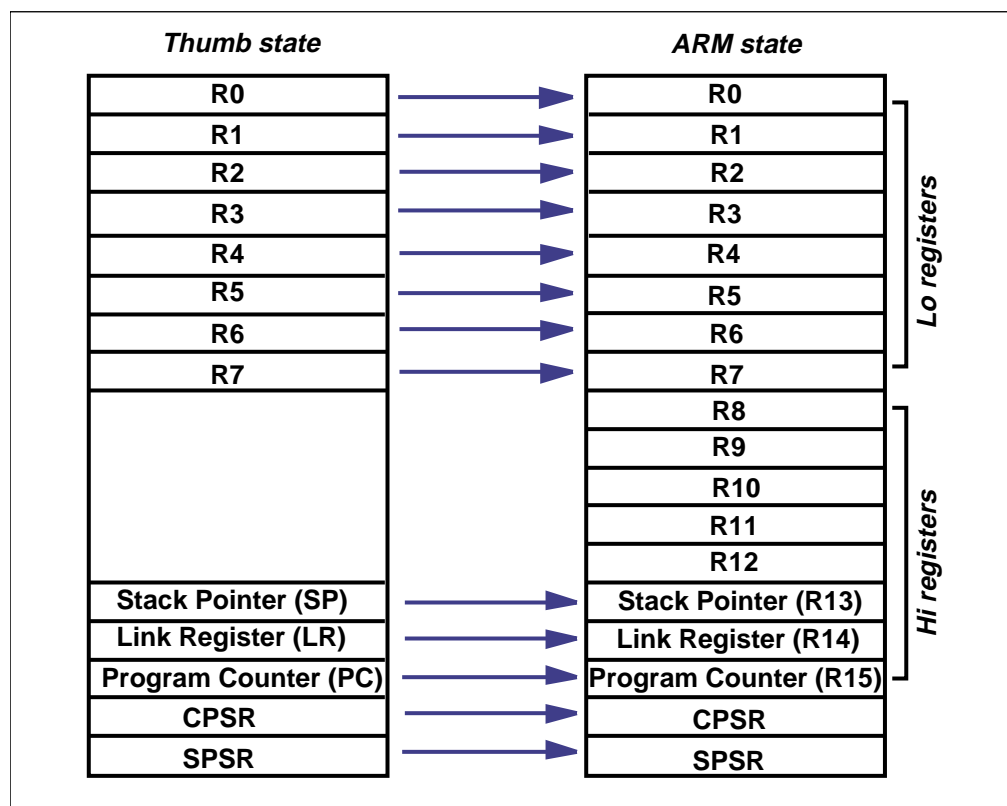 Thumb state
ARM state
R0
R1
R2
R3
R4
R5
R6
R7
Stack Pointer (SP)
Link Register (LR)
Program Counter (PC)
CPSR
SPSR
R0
R1
R2
R3
R4
R5
R6
R7
R8
R9
R10
R11
R12
Stack Pointer (R13)
Link Register (R14)
Program Counter (R15)
CPSR
SPSR
Lo registers
Hi registers